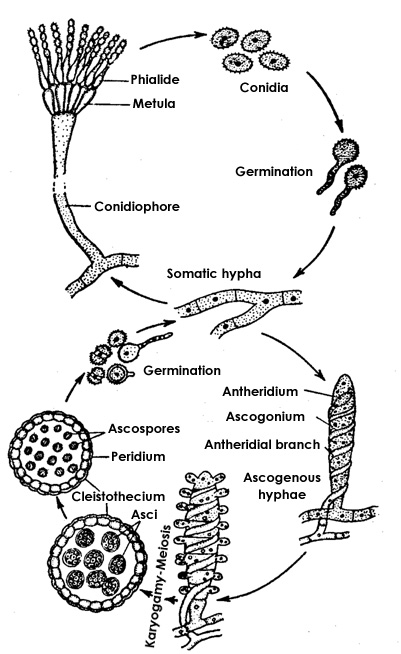 Phialide
Metula
Conidia
Germination
Conidiophore
Somatic hypha
Germination
Antheridium
Ascogonium
Antheridial branch
Ascogenous
hyphae
Ascospores
Peridium
Cleistothecium
Asci
Karyogamy-Meiosis